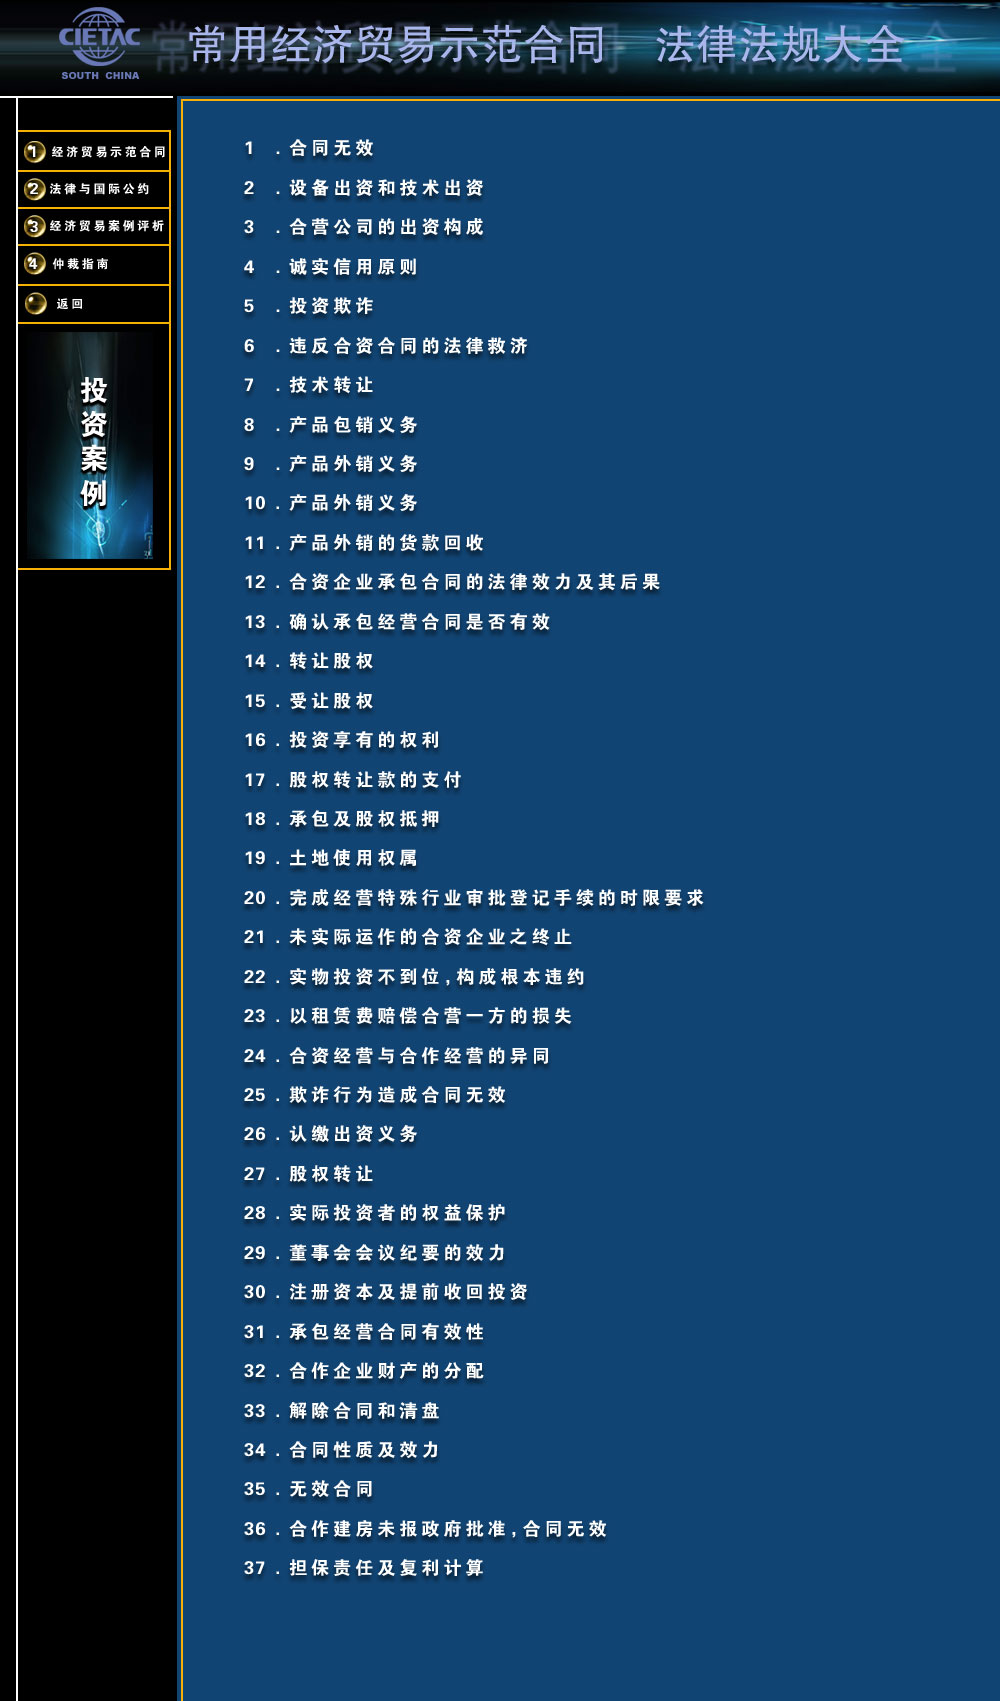 CIETAC
SOUTH CHINA
常用经济贸易示范合同 法律法规大全
1 经济贸易示范合同
2 法律与国际公约
3 经济贸易案例评析
4 仲裁指南
返回
投资案例
1 . 合同无效
2 . 设备出资和技术出资
3 . 合营公司的出资构成
4 . 诚实信用原则
5 . 投资欺诈
6 . 违反合资合同的法律救济
7 . 技术转让
8 . 产品包销义务
9 . 产品外销义务
10 . 产品外销义务
11 . 产品外销的货款回收
12 . 合资企业承包合同的法律效力及其后果
13 . 确认承包经营合同是否有效
14 . 转让股权
15 . 受让股权
16 . 投资享有的权利
17 . 股权转让款的支付
18 . 承包及股权抵押
19 . 土地使用权属
20 . 完成经营特殊行业审批登记手续的时限要求
21 . 未实际运作的合资企业之终止
22 . 实物投资不到位,构成根本违约
23 . 以租赁费赔偿合营一方的损失
24 . 合资经营与合作经营的异同
25 . 欺诈行为造成合同无效
26 . 认缴出资义务
27 . 股权转让
28 . 实际投资者的权益保护
29 . 董事会会议纪要的效力
30 . 注册资本及提前收回投资
31 . 承包经营合同有效性
32 . 合作企业财产的分配
33 . 解除合同和清盘
34 . 合同性质及效力
35 . 无效合同
36 . 合作建房未报政府批准,合同无效
37 . 担保责任及复利计算